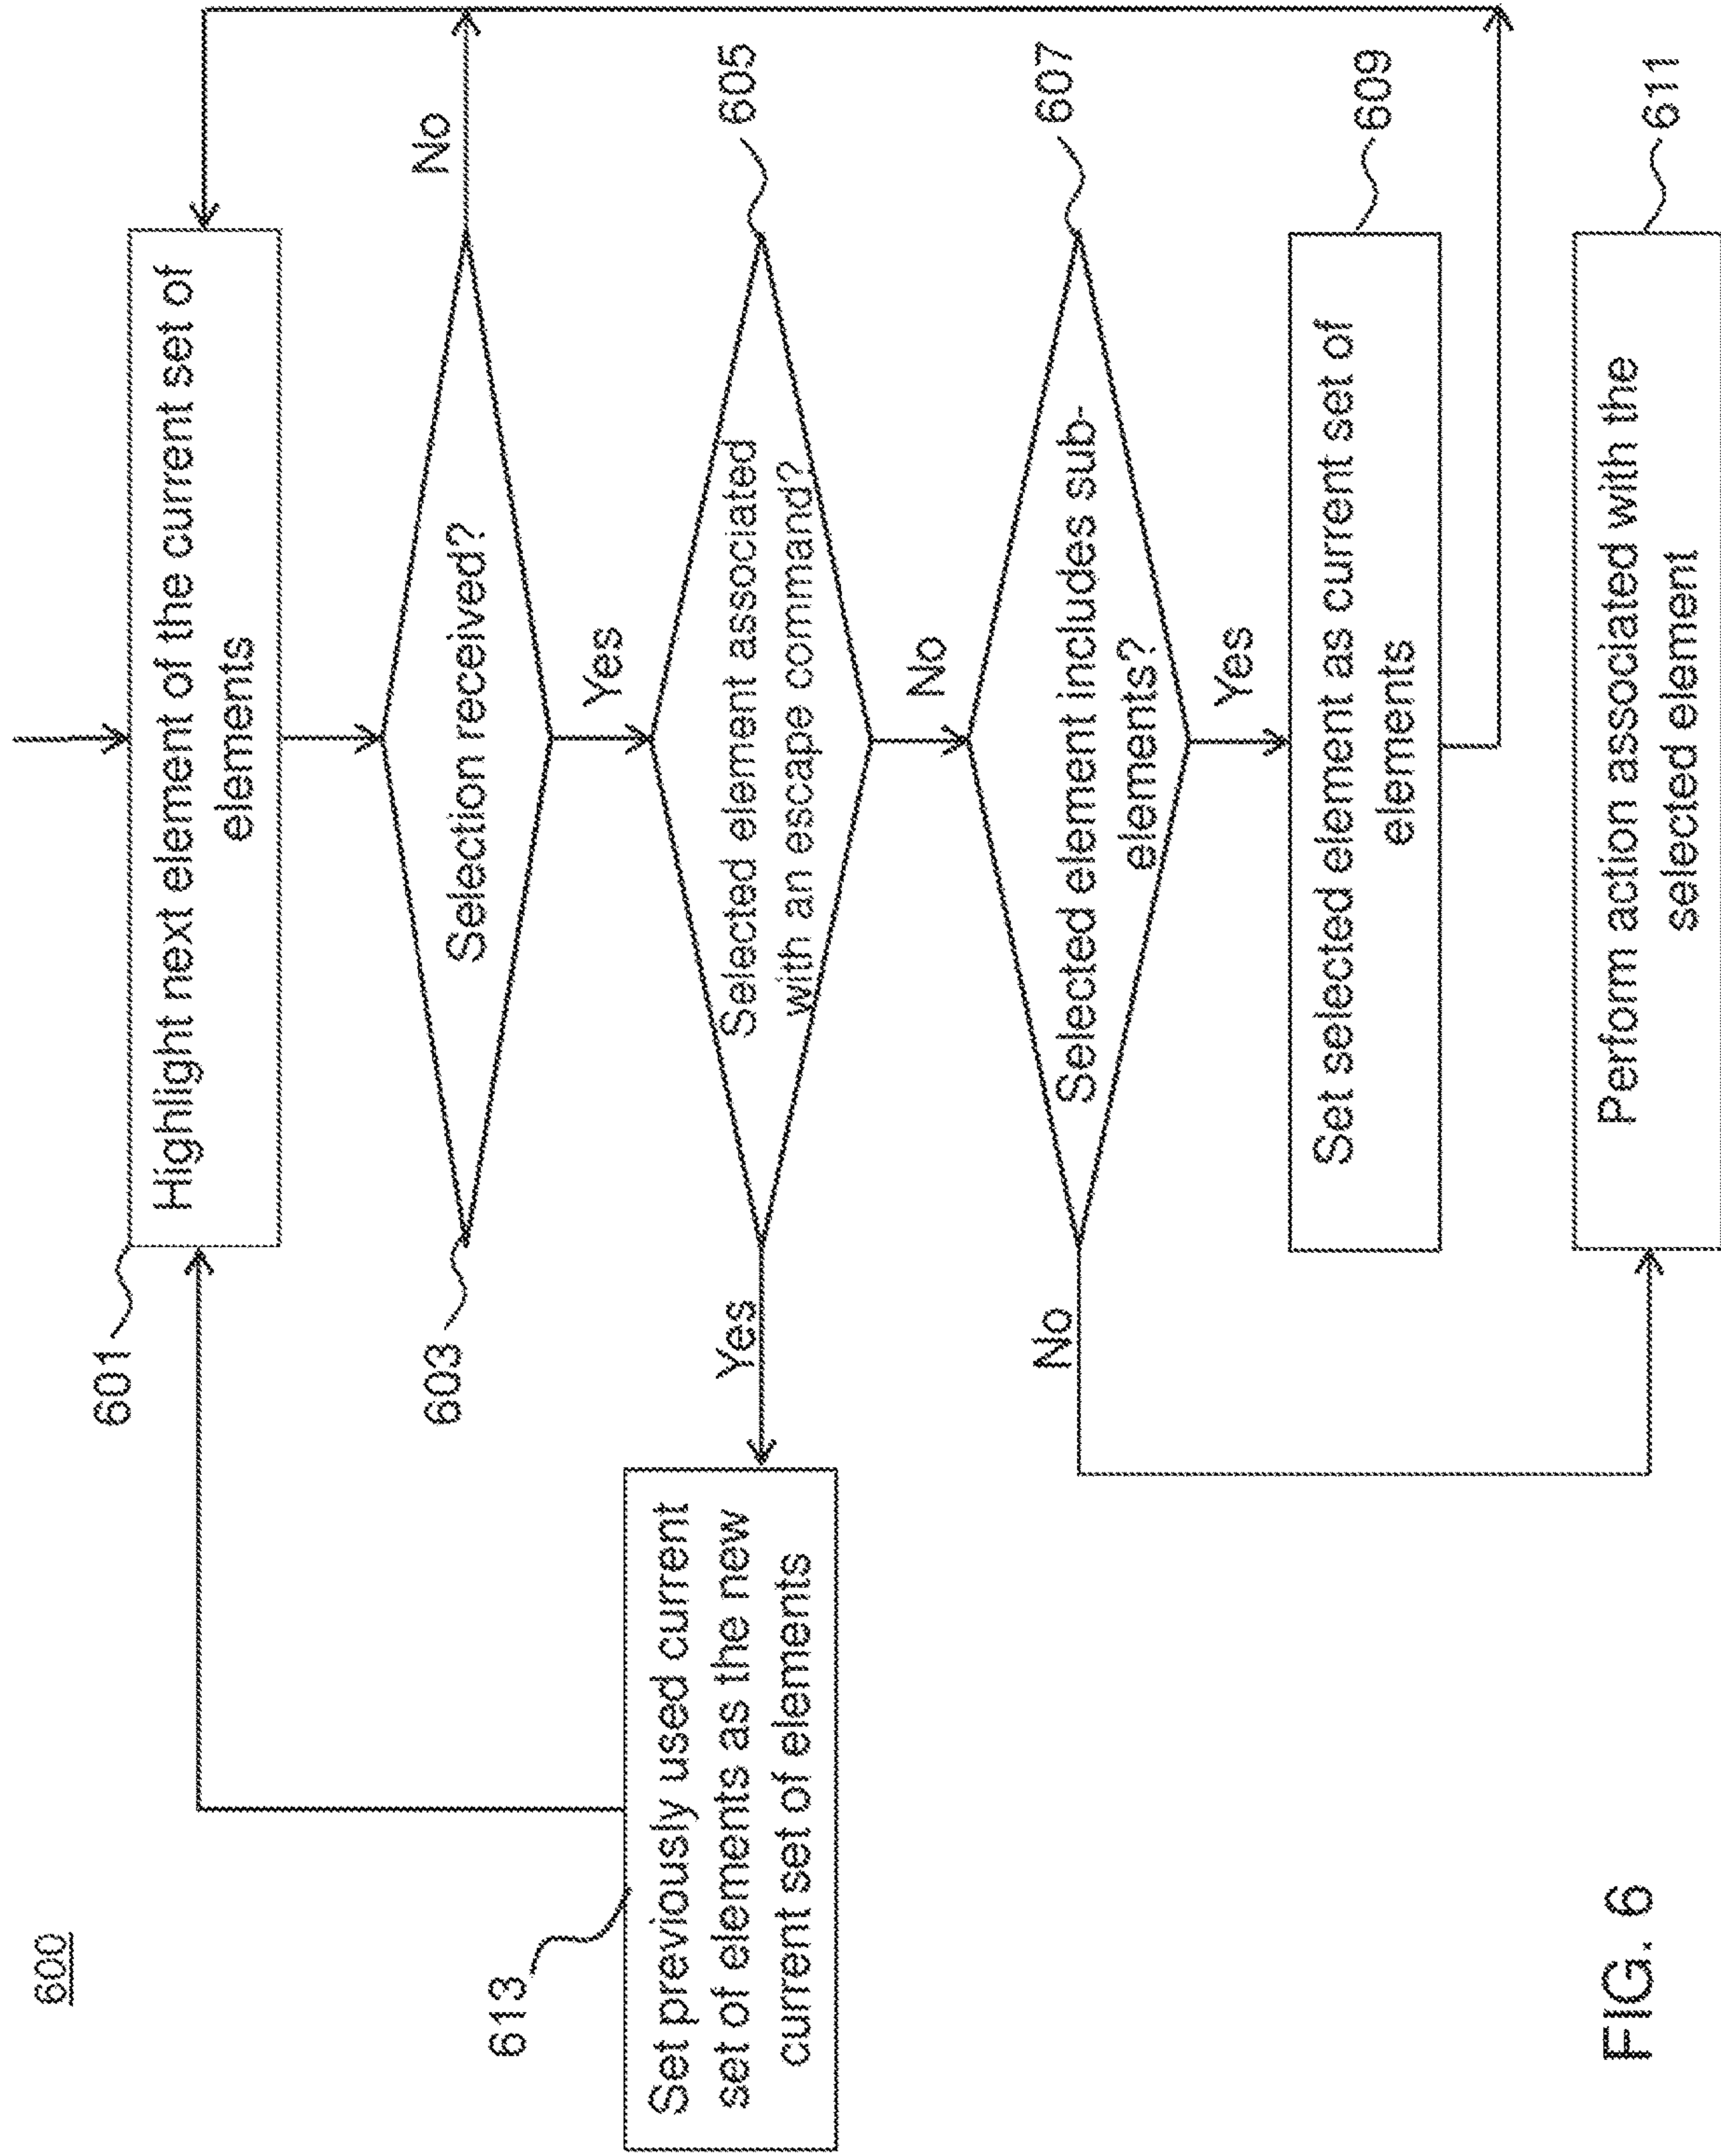 600
601
Highlight next element of the current set of
elements
603
Selection received?
No
Yes
605
Selected element associated
with an escape command?
Yes
No
613
Set previously used current
set of elements as the new
current set of elements
607
Selected element includes sub-
elements?
No
Yes
609
Set selected element as current set of
elements
611
Perform action associated with the
selected element
FIG. 6